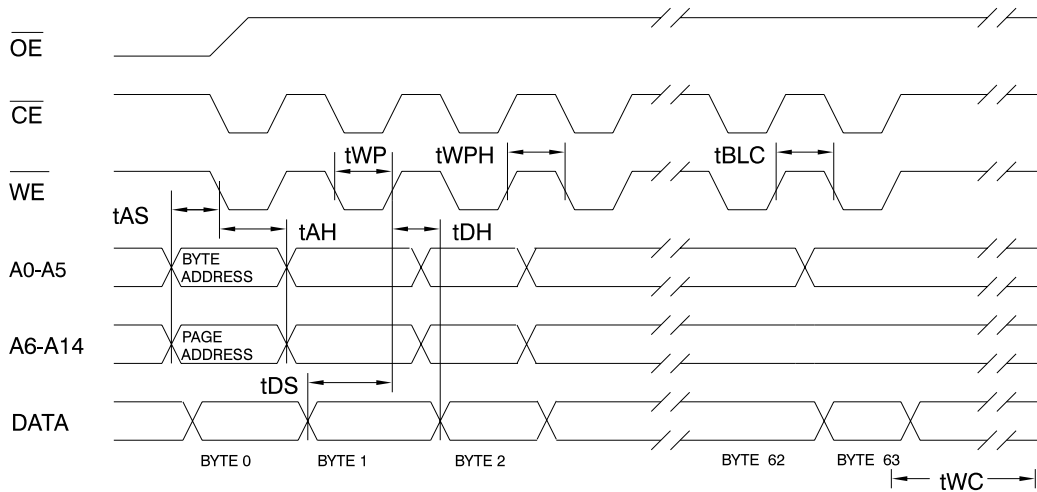 OE
CE
tWP
tWPH
tBLC
WE
tAS
tAH
tDH
A0-A5
BYTE
ADDRESS
A6-A14
PAGE
ADDRESS
tDS
DATA
BYTE 0
BYTE 1
BYTE 2
BYTE 62
BYTE 63
tWC